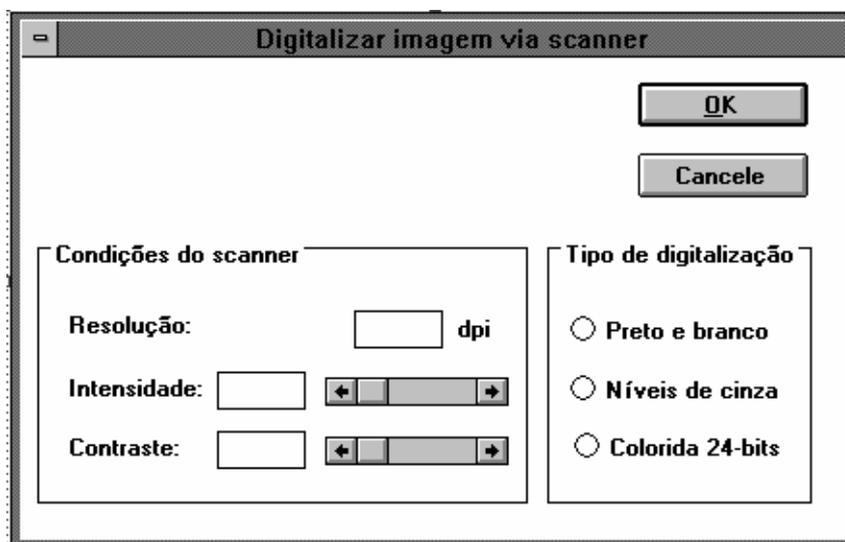 Digitalizar imagem via scanner
OK
Cancele
Condições do scanner
Resolução: dpi
Intensidade:
Contraste:
Tipo de digitalização
Preto e branco
Níveis de cinza
Colorida 24-bits